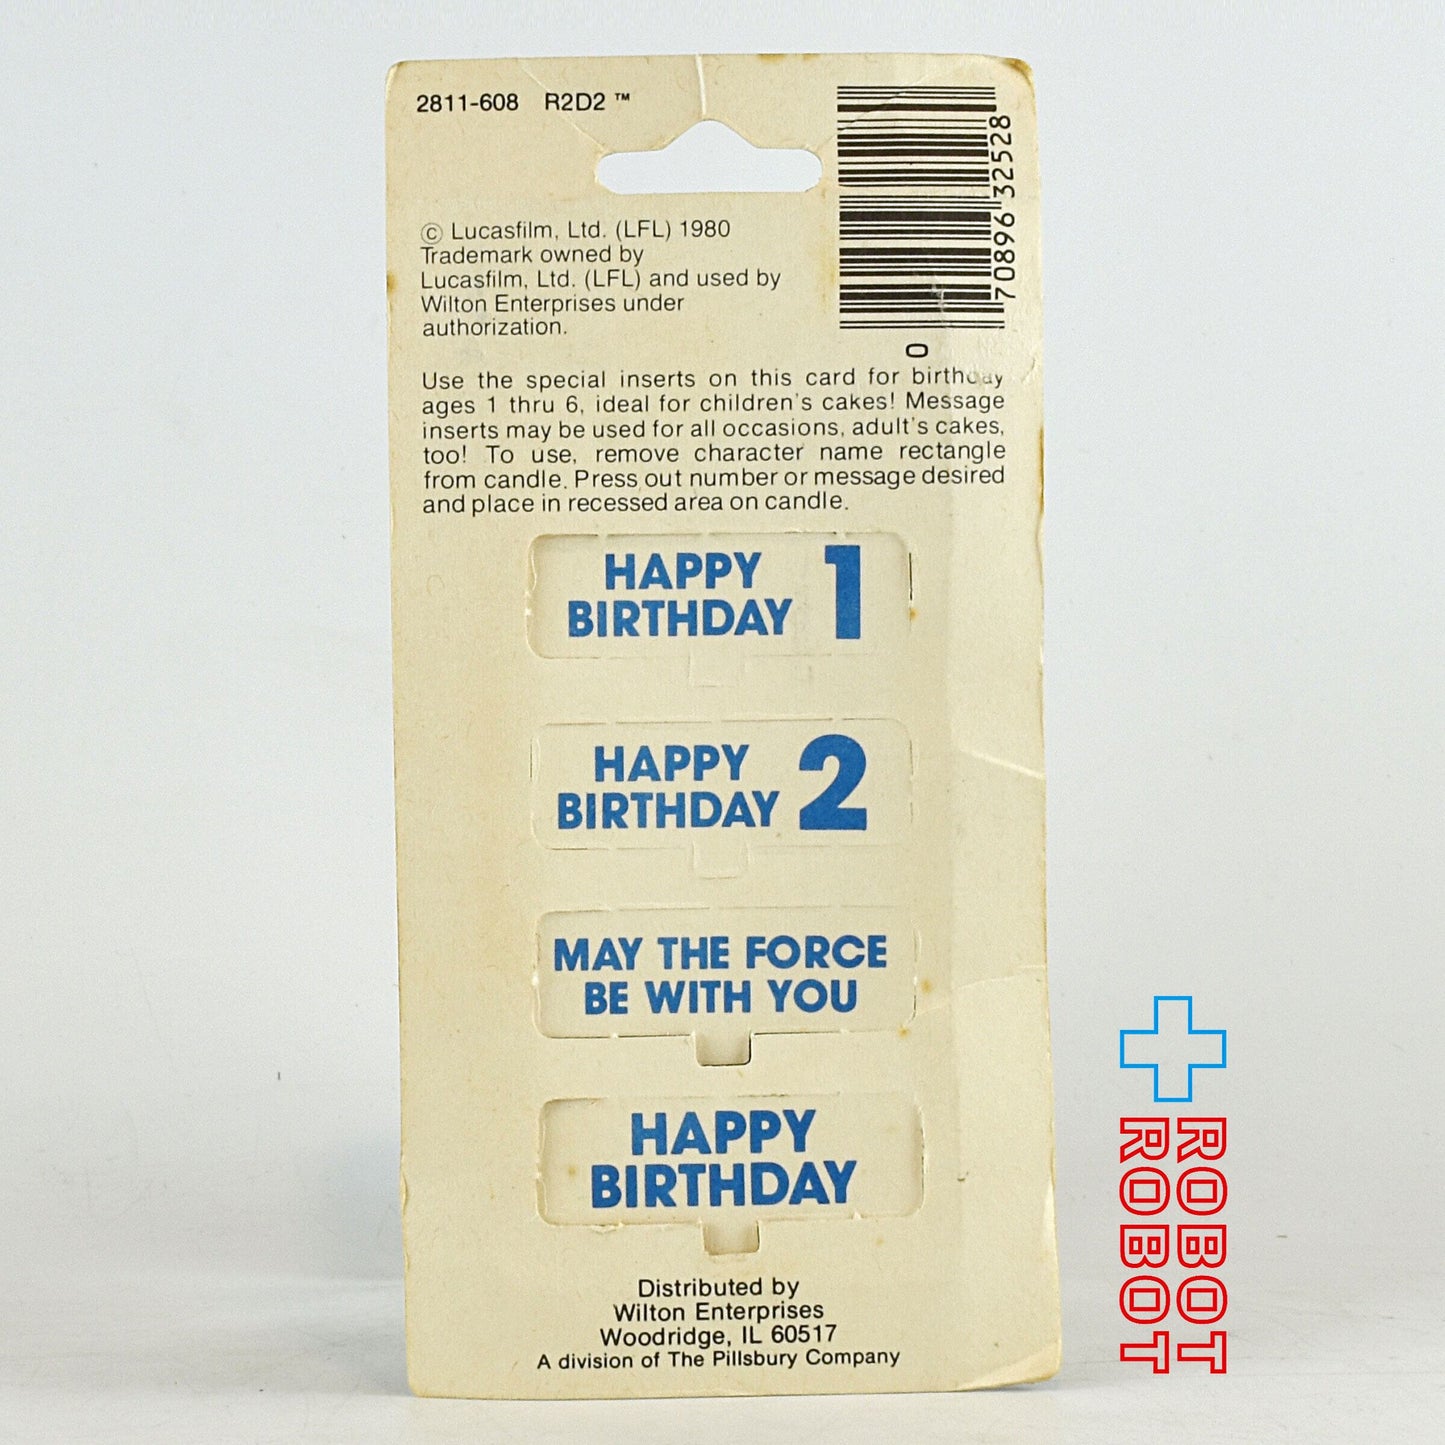 2811-608 R2D2 ™
70896 32528
0
© Lucasfilm, Ltd. (LFL) 1980
Trademark owned by
Lucasfilm, Ltd. (LFL) and used by
Wilton Enterprises under
authorization.
Use the special inserts on this card for birthday
ages 1 thru 6, ideal for children's cakes! Message
inserts may be used for all occasions, adult's cakes,
too! To use, remove character name rectangle
from candle. Press out number or message desired
and place in recessed area on candle.
HAPPY
BIRTHDAY 1
HAPPY
BIRTHDAY 2
MAY THE FORCE
BE WITH YOU
HAPPY
BIRTHDAY
Distributed by
Wilton Enterprises
Woodridge, IL 60517
A division of The Pillsbury Company
ROBOT
ROBOT